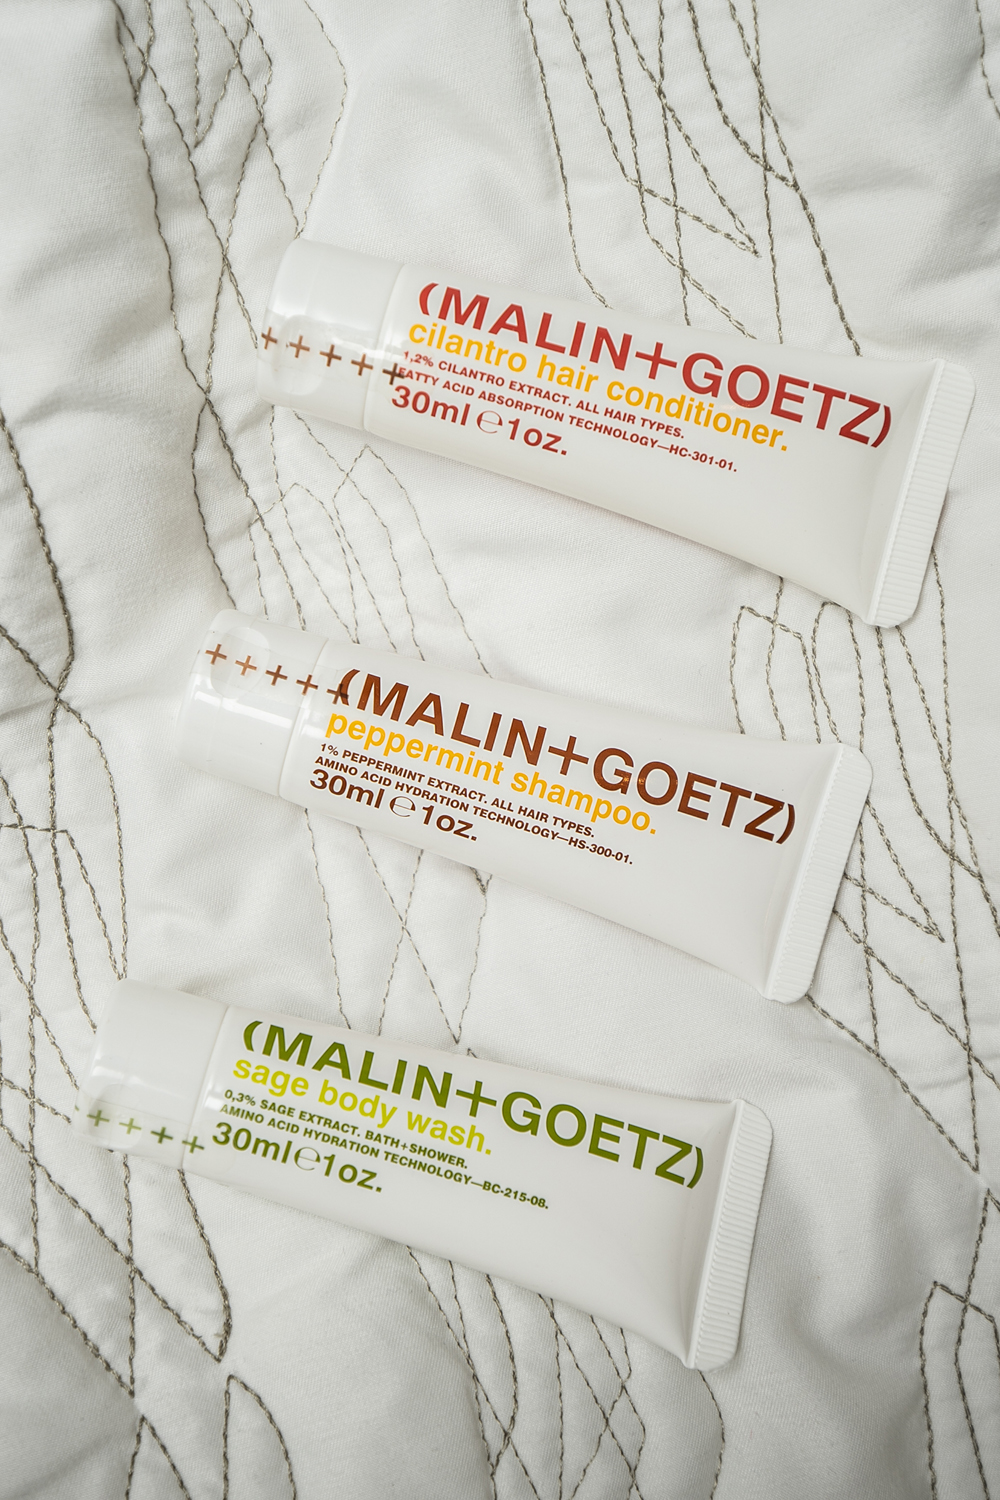 + + + + +
(MALIN+GOETZ)
cilantro hair conditioner.
1,2% CILANTRO EXTRACT. ALL HAIR TYPES.
FATTY ACID ABSORPTION TECHNOLOGY—HC-301-01.
30ml ℮ 1oz.
+ + + + +
(MALIN+GOETZ)
peppermint shampoo.
1% PEPPERMINT EXTRACT. ALL HAIR TYPES.
AMINO ACID HYDRATION TECHNOLOGY—HS-300-01.
30ml ℮ 1oz.
+ + + +
(MALIN+GOETZ)
sage body wash.
0,3% SAGE EXTRACT. BATH+SHOWER.
AMINO ACID HYDRATION TECHNOLOGY—BC-215-08.
30ml ℮ 1oz.